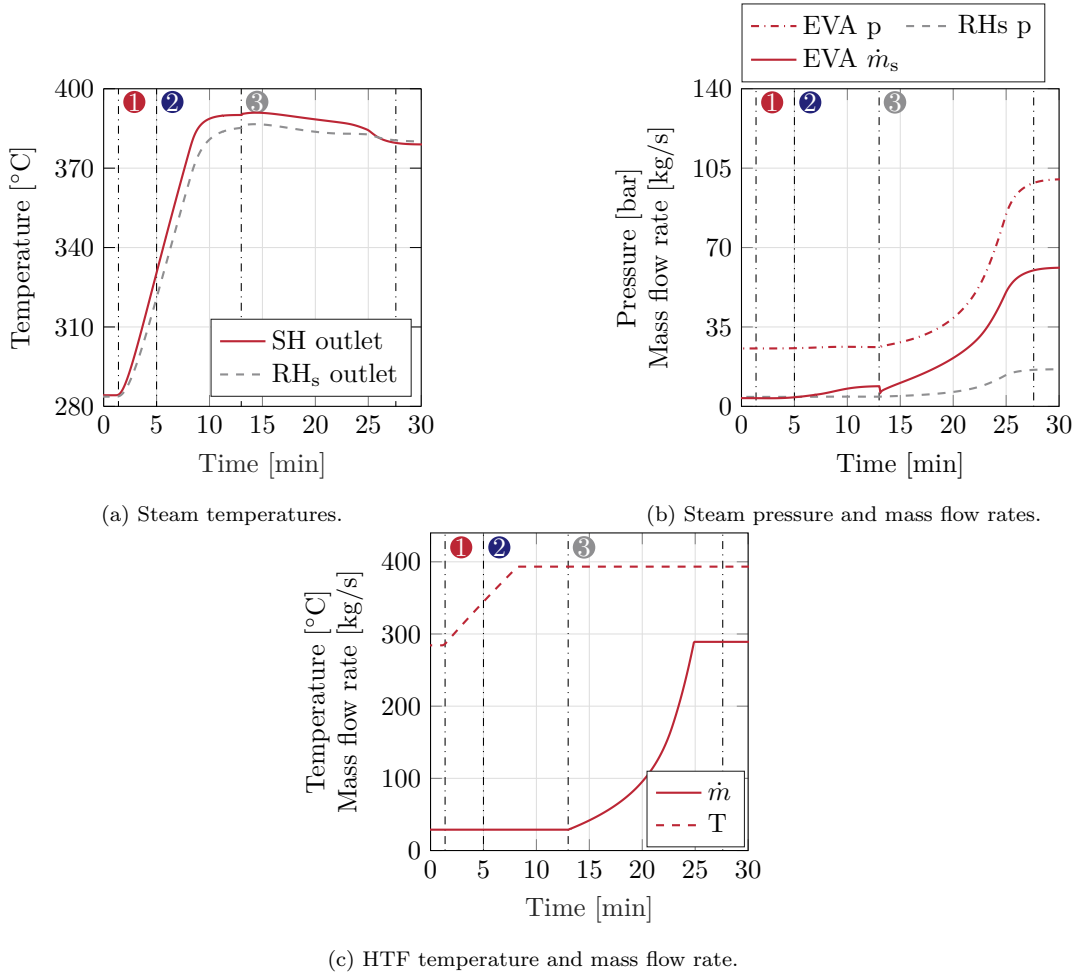 EVA p
RHs p
EVA ṁs
400
370
340
310
280
Temperature [°C]
1 2 3
SH outlet
RHs outlet
0 5 10 15 20 25 30
Time [min]
(a) Steam temperatures.
140
105
70
35
0
Pressure [bar]
Mass flow rate [kg/s]
1 2 3
0 5 10 15 20 25 30
Time [min]
(b) Steam pressure and mass flow rates.
400
300
200
100
0
Temperature [°C]
Mass flow rate [kg/s]
1 2 3
ṁ
T
0 5 10 15 20 25 30
Time [min]
(c) HTF temperature and mass flow rate.